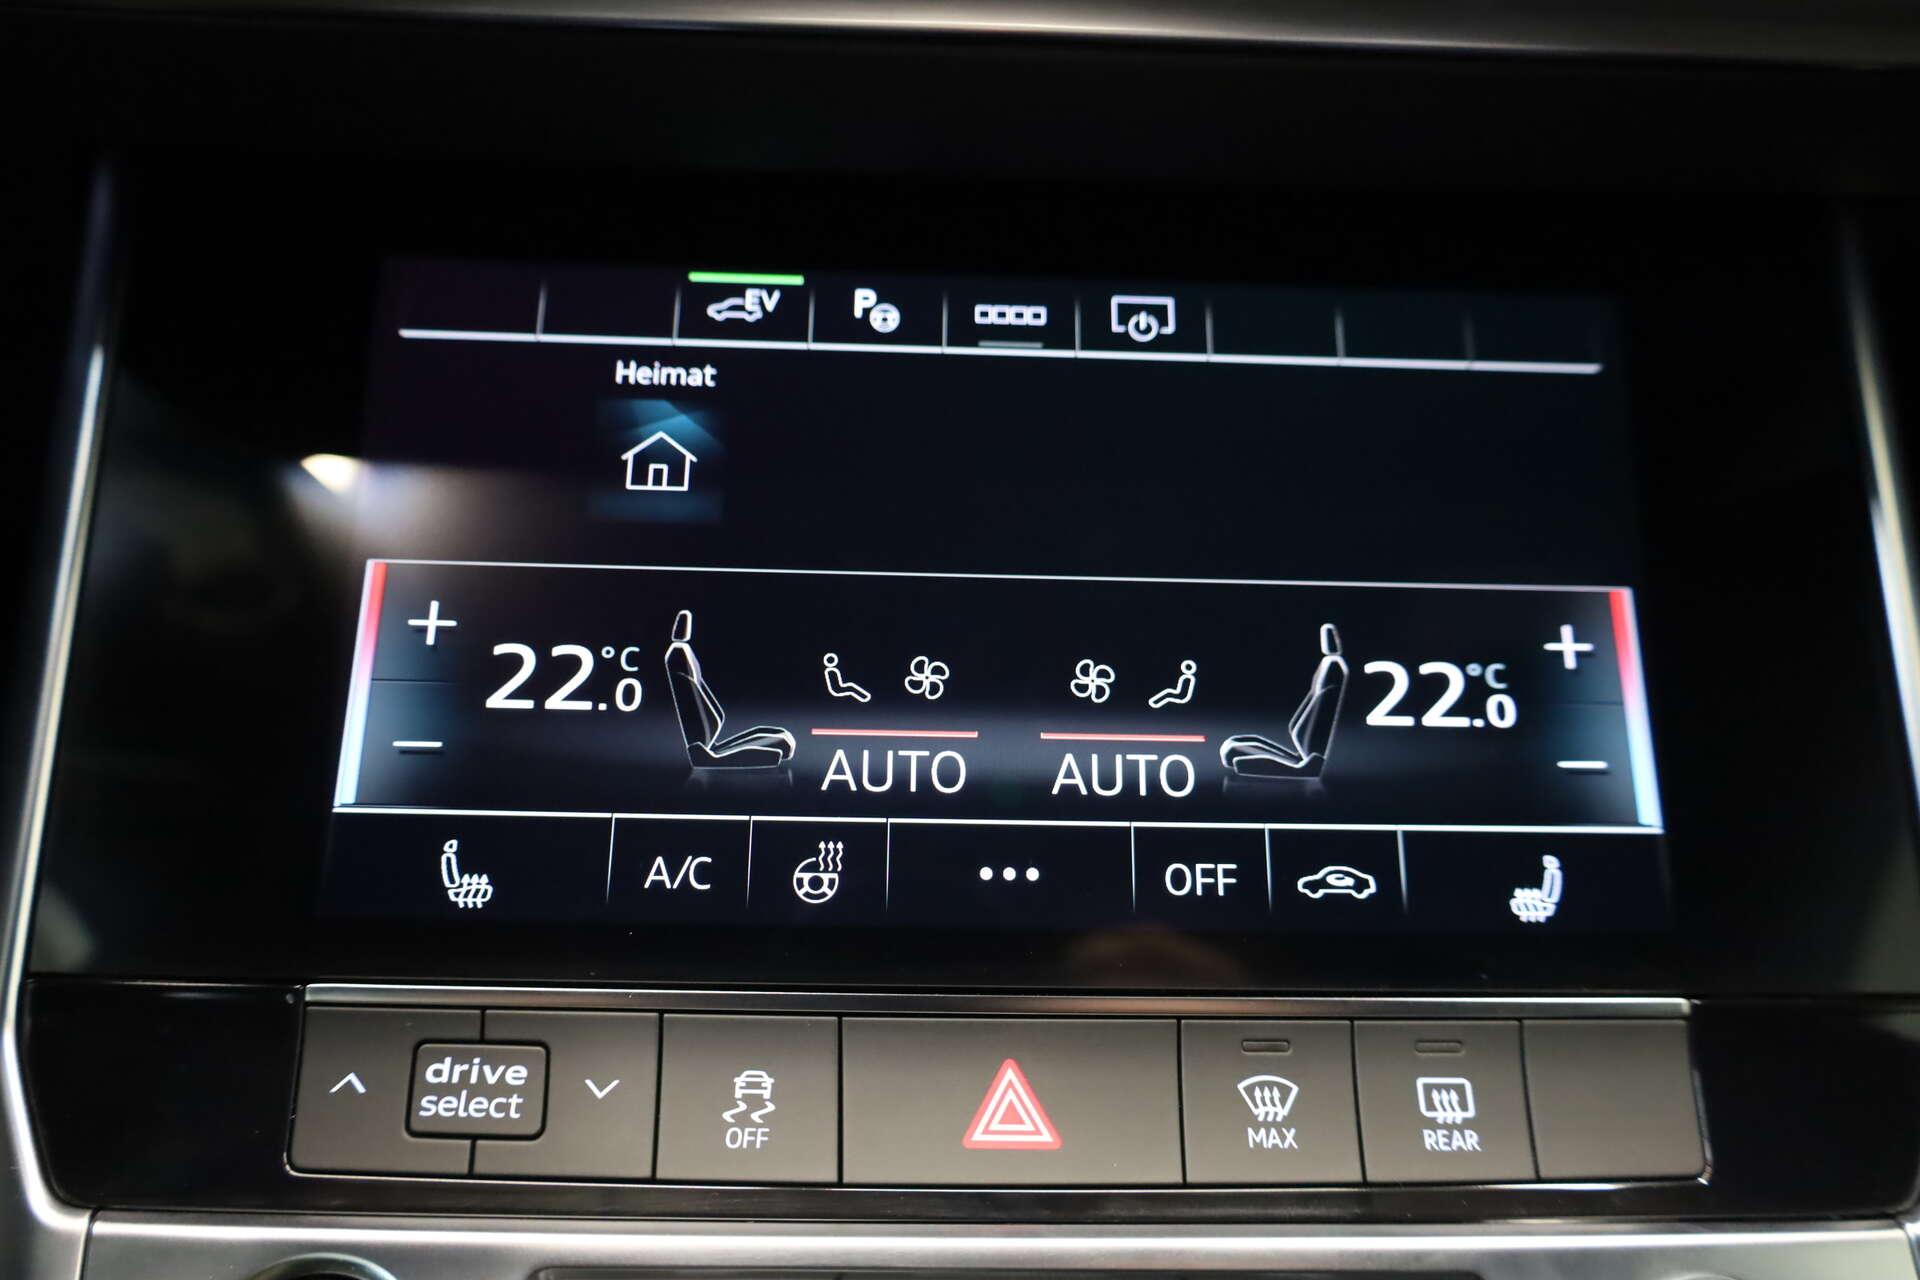 EV
P
Heimat
22.0 °C
22.0 °C
AUTO
AUTO
A/C
OFF
drive
select
OFF
MAX
REAR